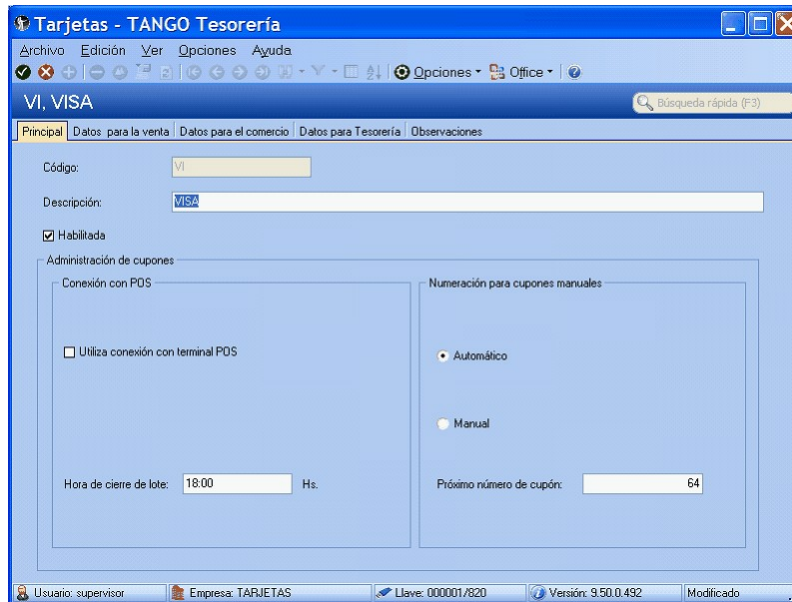 Tarjetas - TANGO Tesorería
Archivo Edición Ver Opciones Ayuda
Opciones Office
VI, VISA
Búsqueda rápida (F3)
Principal Datos para la venta Datos para el comercio Datos para Tesorería Observaciones
Código: VI
Descripción: VISA
Habilitada
Administración de cupones
Conexión con POS
Numeración para cupones manuales
Utiliza conexión con terminal POS
Automático
Manual
Hora de cierre de lote: 18:00 Hs.
Próximo número de cupón: 64
Usuario: supervisor Empresa: TARJETAS Llave: 000001/820 Versión: 9.50.0.492 Modificado